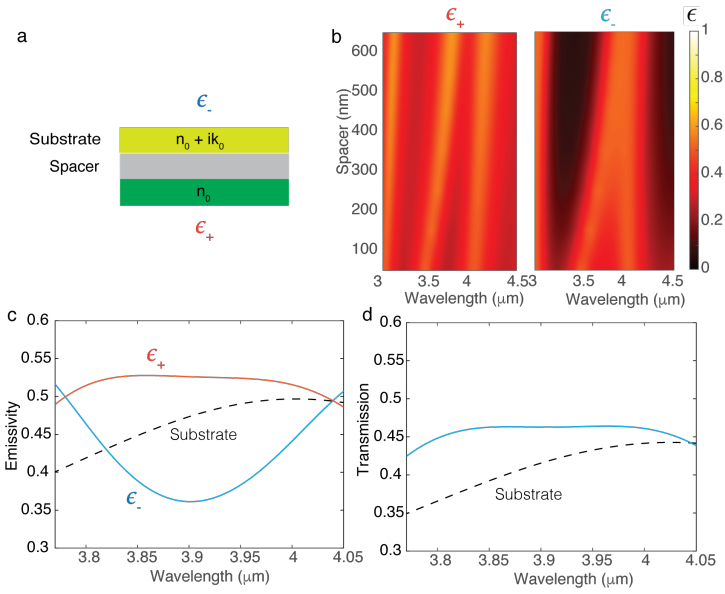 a
ϵ₋
Substrate
n₀ + ik₀
Spacer
n₀
ϵ₊
b
ϵ₊
ϵ₋
ϵ
Spacer (nm)
600
500
400
300
200
100
3
3.5
4
4.53
3.5
4
4.5
Wavelength (μm)
Wavelength (μm)
1
0.8
0.6
0.4
0.2
0
c
Emissivity
0.6
0.55
0.5
0.45
0.4
0.35
0.3
ϵ₊
Substrate
ϵ₋
3.8
3.85
3.9
3.95
4
4.05
Wavelength (μm)
d
Transmission
0.6
0.55
0.5
0.45
0.4
0.35
0.3
Substrate
3.8
3.85
3.9
3.95
4
4.05
Wavelength (μm)